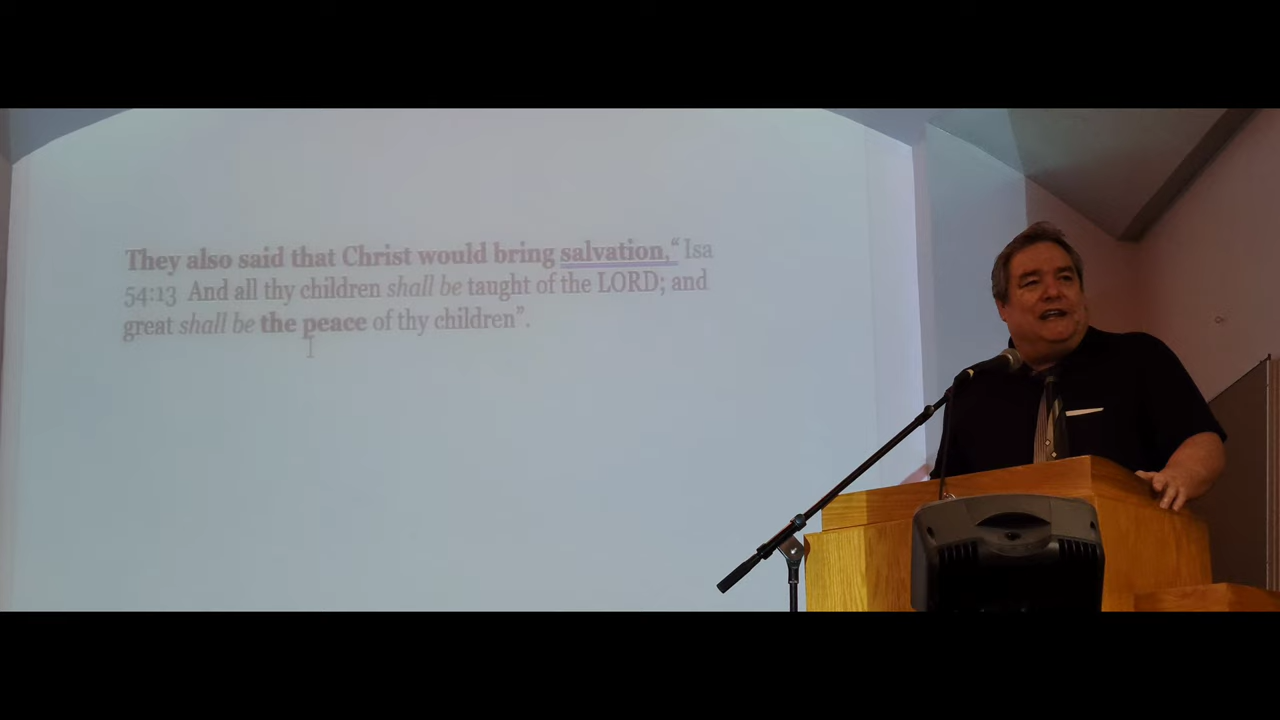 They also said that Christ would bring salvation,“ Isa
54:13 And all thy children shall be taught of the LORD; and
great shall be the peace of thy children”.